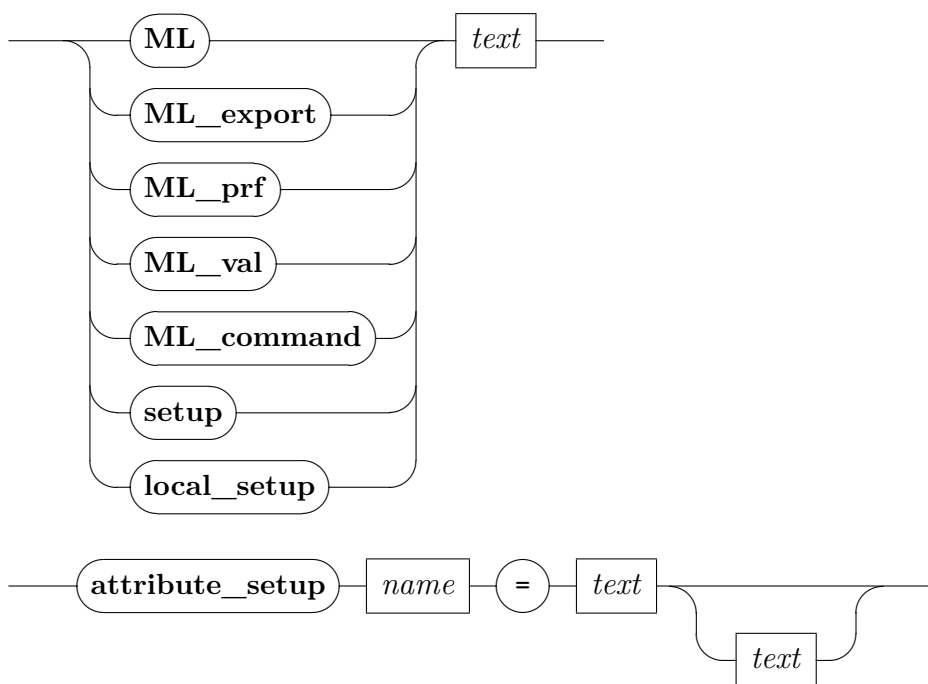 ML text
ML_export
ML_prf
ML_val
ML_command
setup
local_setup
attribute_setup name = text
text